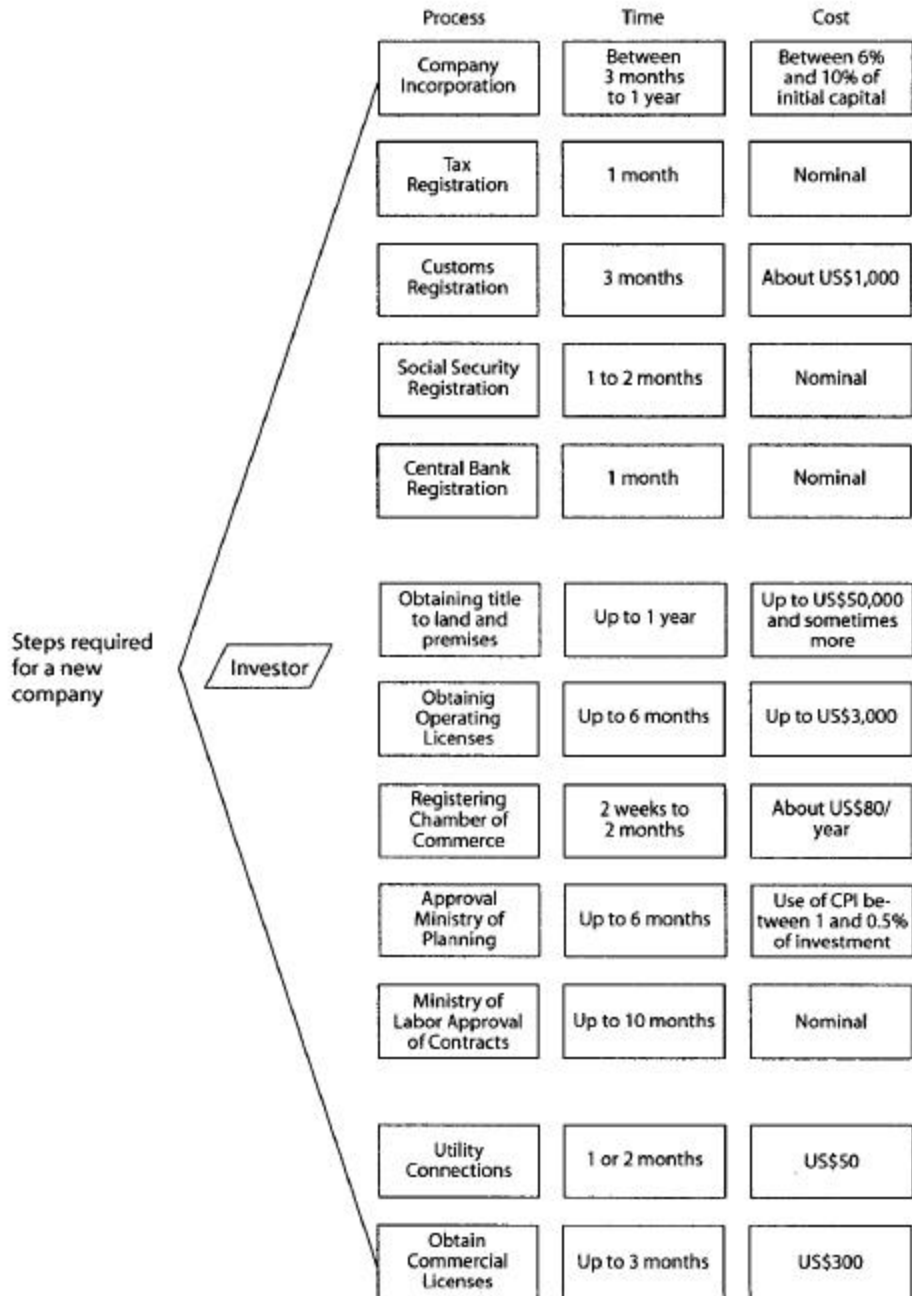 Process Time Cost
Company
Incorporation
Between
3 months
to 1 year
Between 6%
and 10% of
initial capital
Tax
Registration
1 month
Nominal
Customs
Registration
3 months
About US$1,000
Social Security
Registration
1 to 2 months
Nominal
Central Bank
Registration
1 month
Nominal
Steps required
for a new
company
Investor
Obtaining title
to land and
premises
Up to 1 year
Up to US$50,000
and sometimes
more
Obtainig
Operating
Licenses
Up to 6 months
Up to US$3,000
Registering
Chamber of
Commerce
2 weeks to
2 months
About US$80/
year
Approval
Ministry of
Planning
Up to 6 months
Use of CPI be-
tween 1 and 0.5%
of investment
Ministry of
Labor Approval
of Contracts
Up to 10 months
Nominal
Utility
Connections
1 or 2 months
US$50
Obtain
Commercial
Licenses
Up to 3 months
US$300